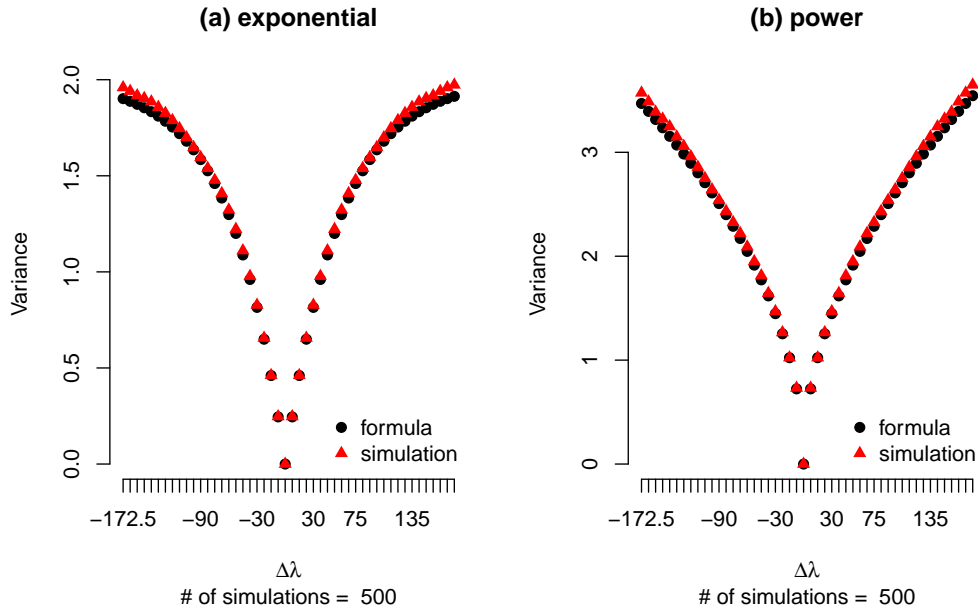 (a) exponential
Variance
2.0
1.5
1.0
0.5
0.0
formula
simulation
−172.5 −90 −30 30 75 135
Δλ
# of simulations = 500
(b) power
Variance
3
2
1
0
formula
simulation
−172.5 −90 −30 30 75 135
Δλ
# of simulations = 500